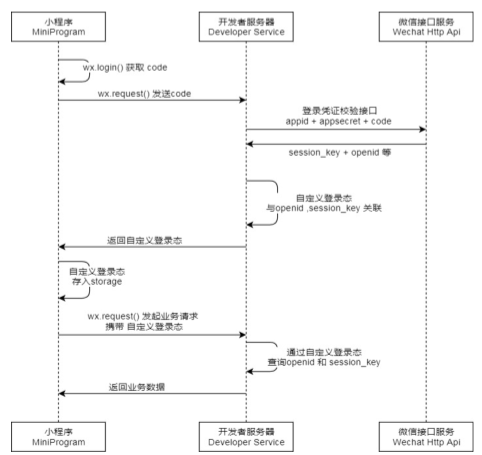 小程序
MiniProgram
开发者服务器
Developer Service
微信接口服务
Wechat Http Api
wx.login() 获取 code
wx.request() 发送code
登录凭证校验接口
appid + appsecret + code
session_key + openid 等
自定义登录态
与openid ,session_key 关联
返回自定义登录态
自定义登录态
存入storage
wx.request() 发起业务请求
携带 自定义登录态
通过自定义登录态
查询openid 和 session_key
返回业务数据
小程序
MiniProgram
开发者服务器
Developer Service
微信接口服务
Wechat Http Api